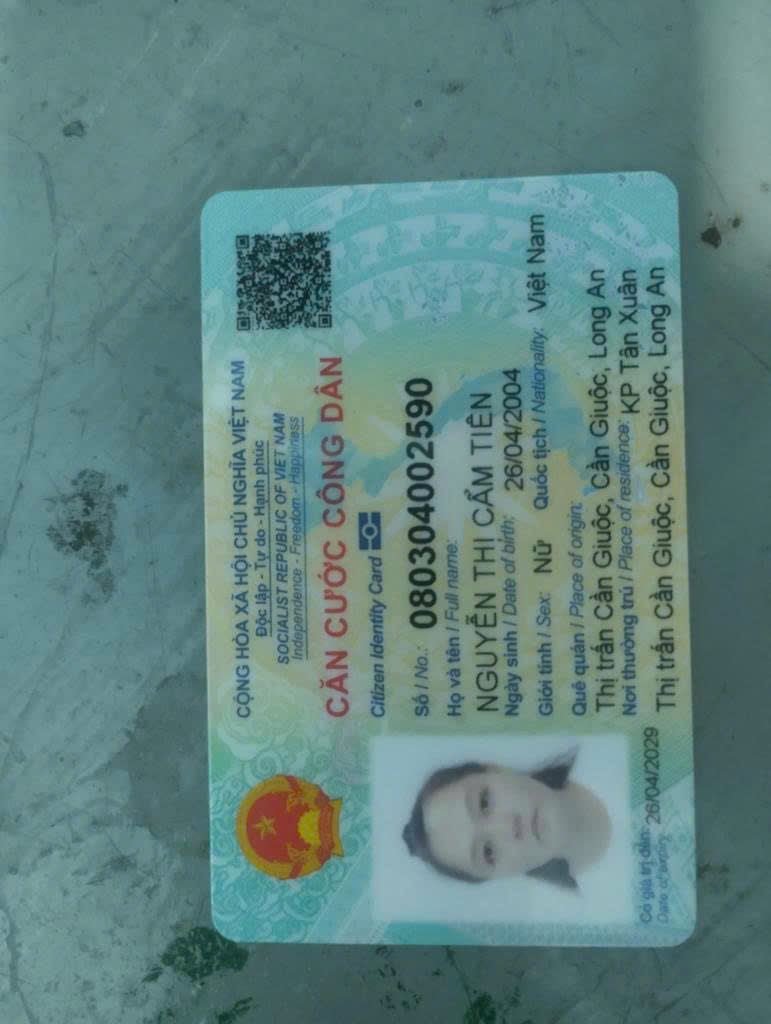 CỘNG HÒA XÃ HỘI CHỦ NGHĨA VIỆT NAM
Độc lập - Tự do - Hạnh phúc
SOCIALIST REPUBLIC OF VIET NAM
Independence - Freedom - Happiness
CĂN CƯỚC CÔNG DÂN
Citizen Identity Card
Số / No.: 080304002590
Họ và tên / Full name:
NGUYỄN THỊ CẨM TIÊN
Ngày sinh / Date of birth: 26/04/2004
Giới tính / Sex: Nữ Quốc tịch / Nationality: Việt Nam
Quê quán / Place of origin:
Thị trấn Cần Giuộc, Cần Giuộc, Long An
Nơi thường trú / Place of residence: KP Tân Xuân
Thị trấn Cần Giuộc, Cần Giuộc, Long An
Có giá trị đến: 26/04/2029
Date of expiry